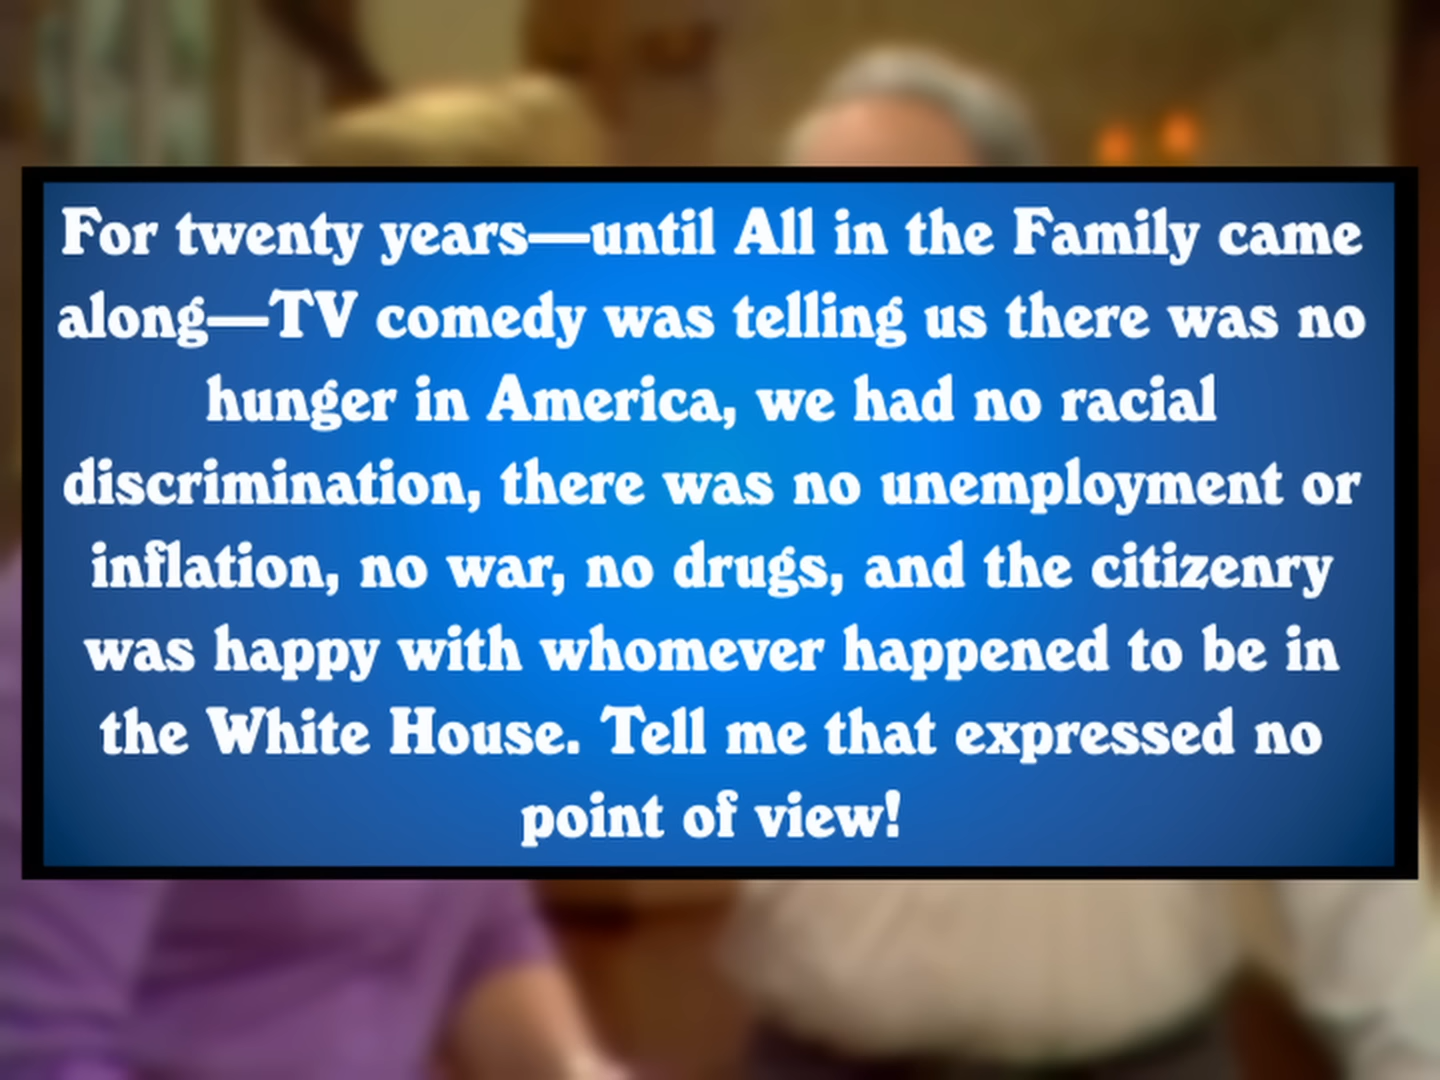 For twenty years—until All in the Family came
along—TV comedy was telling us there was no
hunger in America, we had no racial
discrimination, there was no unemployment or
inflation, no war, no drugs, and the citizenry
was happy with whomever happened to be in
the White House. Tell me that expressed no
point of view!